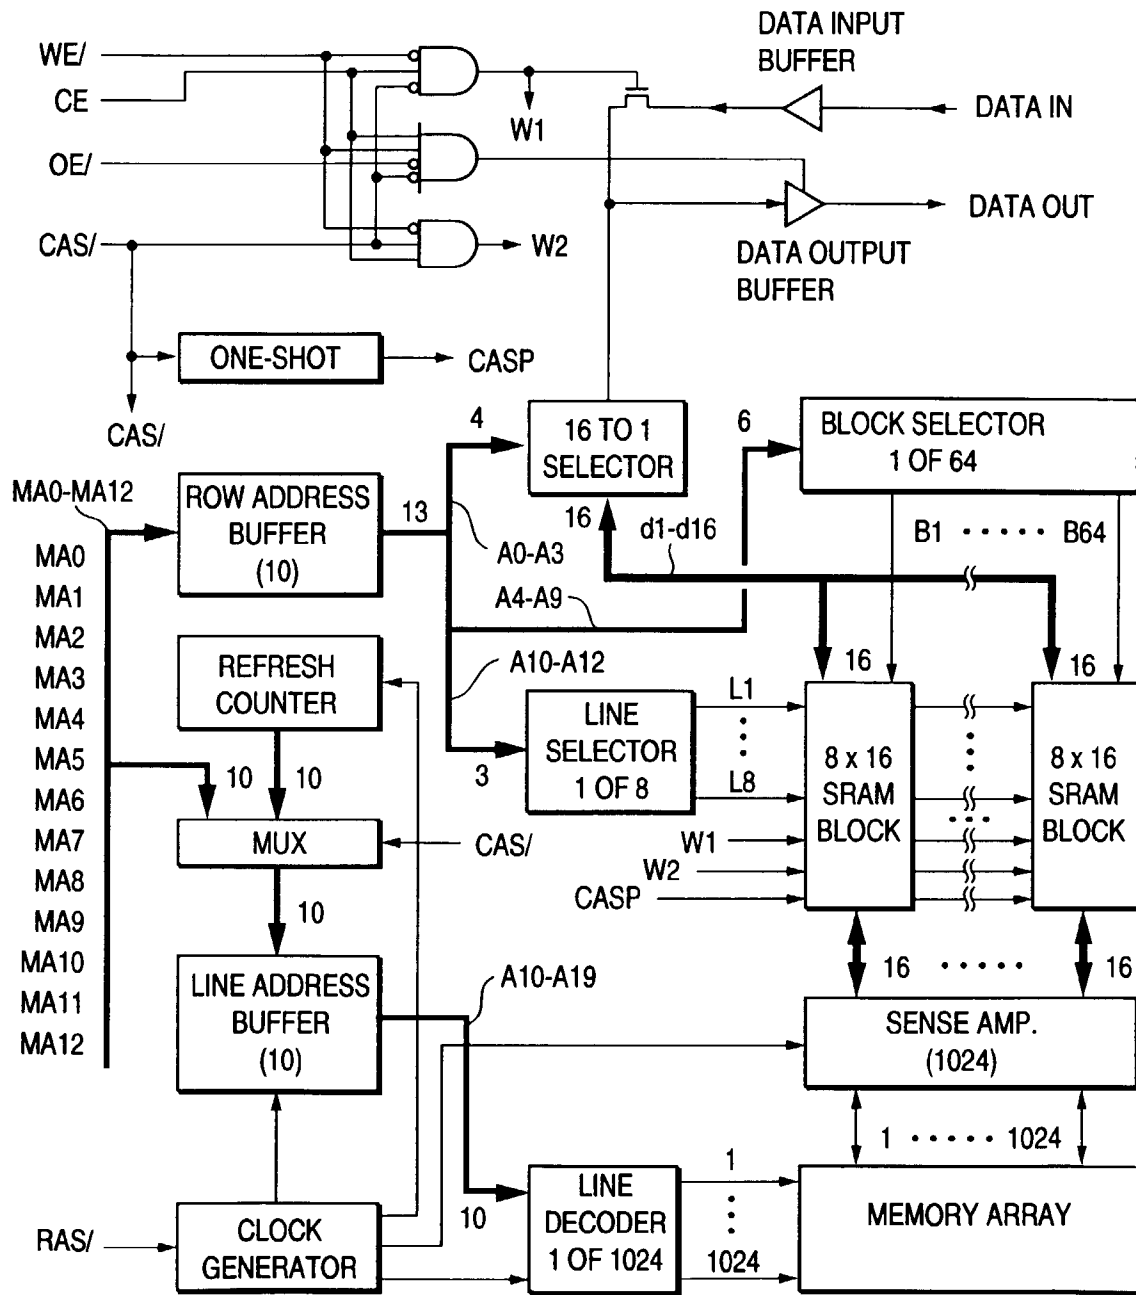 WE/
CE
OE/
CAS/
W1
W2
DATA INPUT
BUFFER
DATA IN
DATA OUT
DATA OUTPUT
BUFFER
ONE-SHOT
CASP
CAS/
MA0-MA12
MA0
MA1
MA2
MA3
MA4
MA5
MA6
MA7
MA8
MA9
MA10
MA11
MA12
ROW ADDRESS
BUFFER
(10)
13
4
A0-A3
A4-A9
A10-A12
3
16 TO 1
SELECTOR
16
d1-d16
6
BLOCK SELECTOR
1 OF 64
B1 · · · · · B64
REFRESH
COUNTER
10
10
MUX
CAS/
10
LINE ADDRESS
BUFFER
(10)
A10-A19
LINE
SELECTOR
1 OF 8
L1
L8
W1
W2
CASP
16
8 x 16
SRAM
BLOCK
16
8 x 16
SRAM
BLOCK
16 · · · · · 16
SENSE AMP.
(1024)
1 · · · · · 1024
MEMORY ARRAY
RAS/
CLOCK
GENERATOR
10
LINE
DECODER
1 OF 1024
1
1024